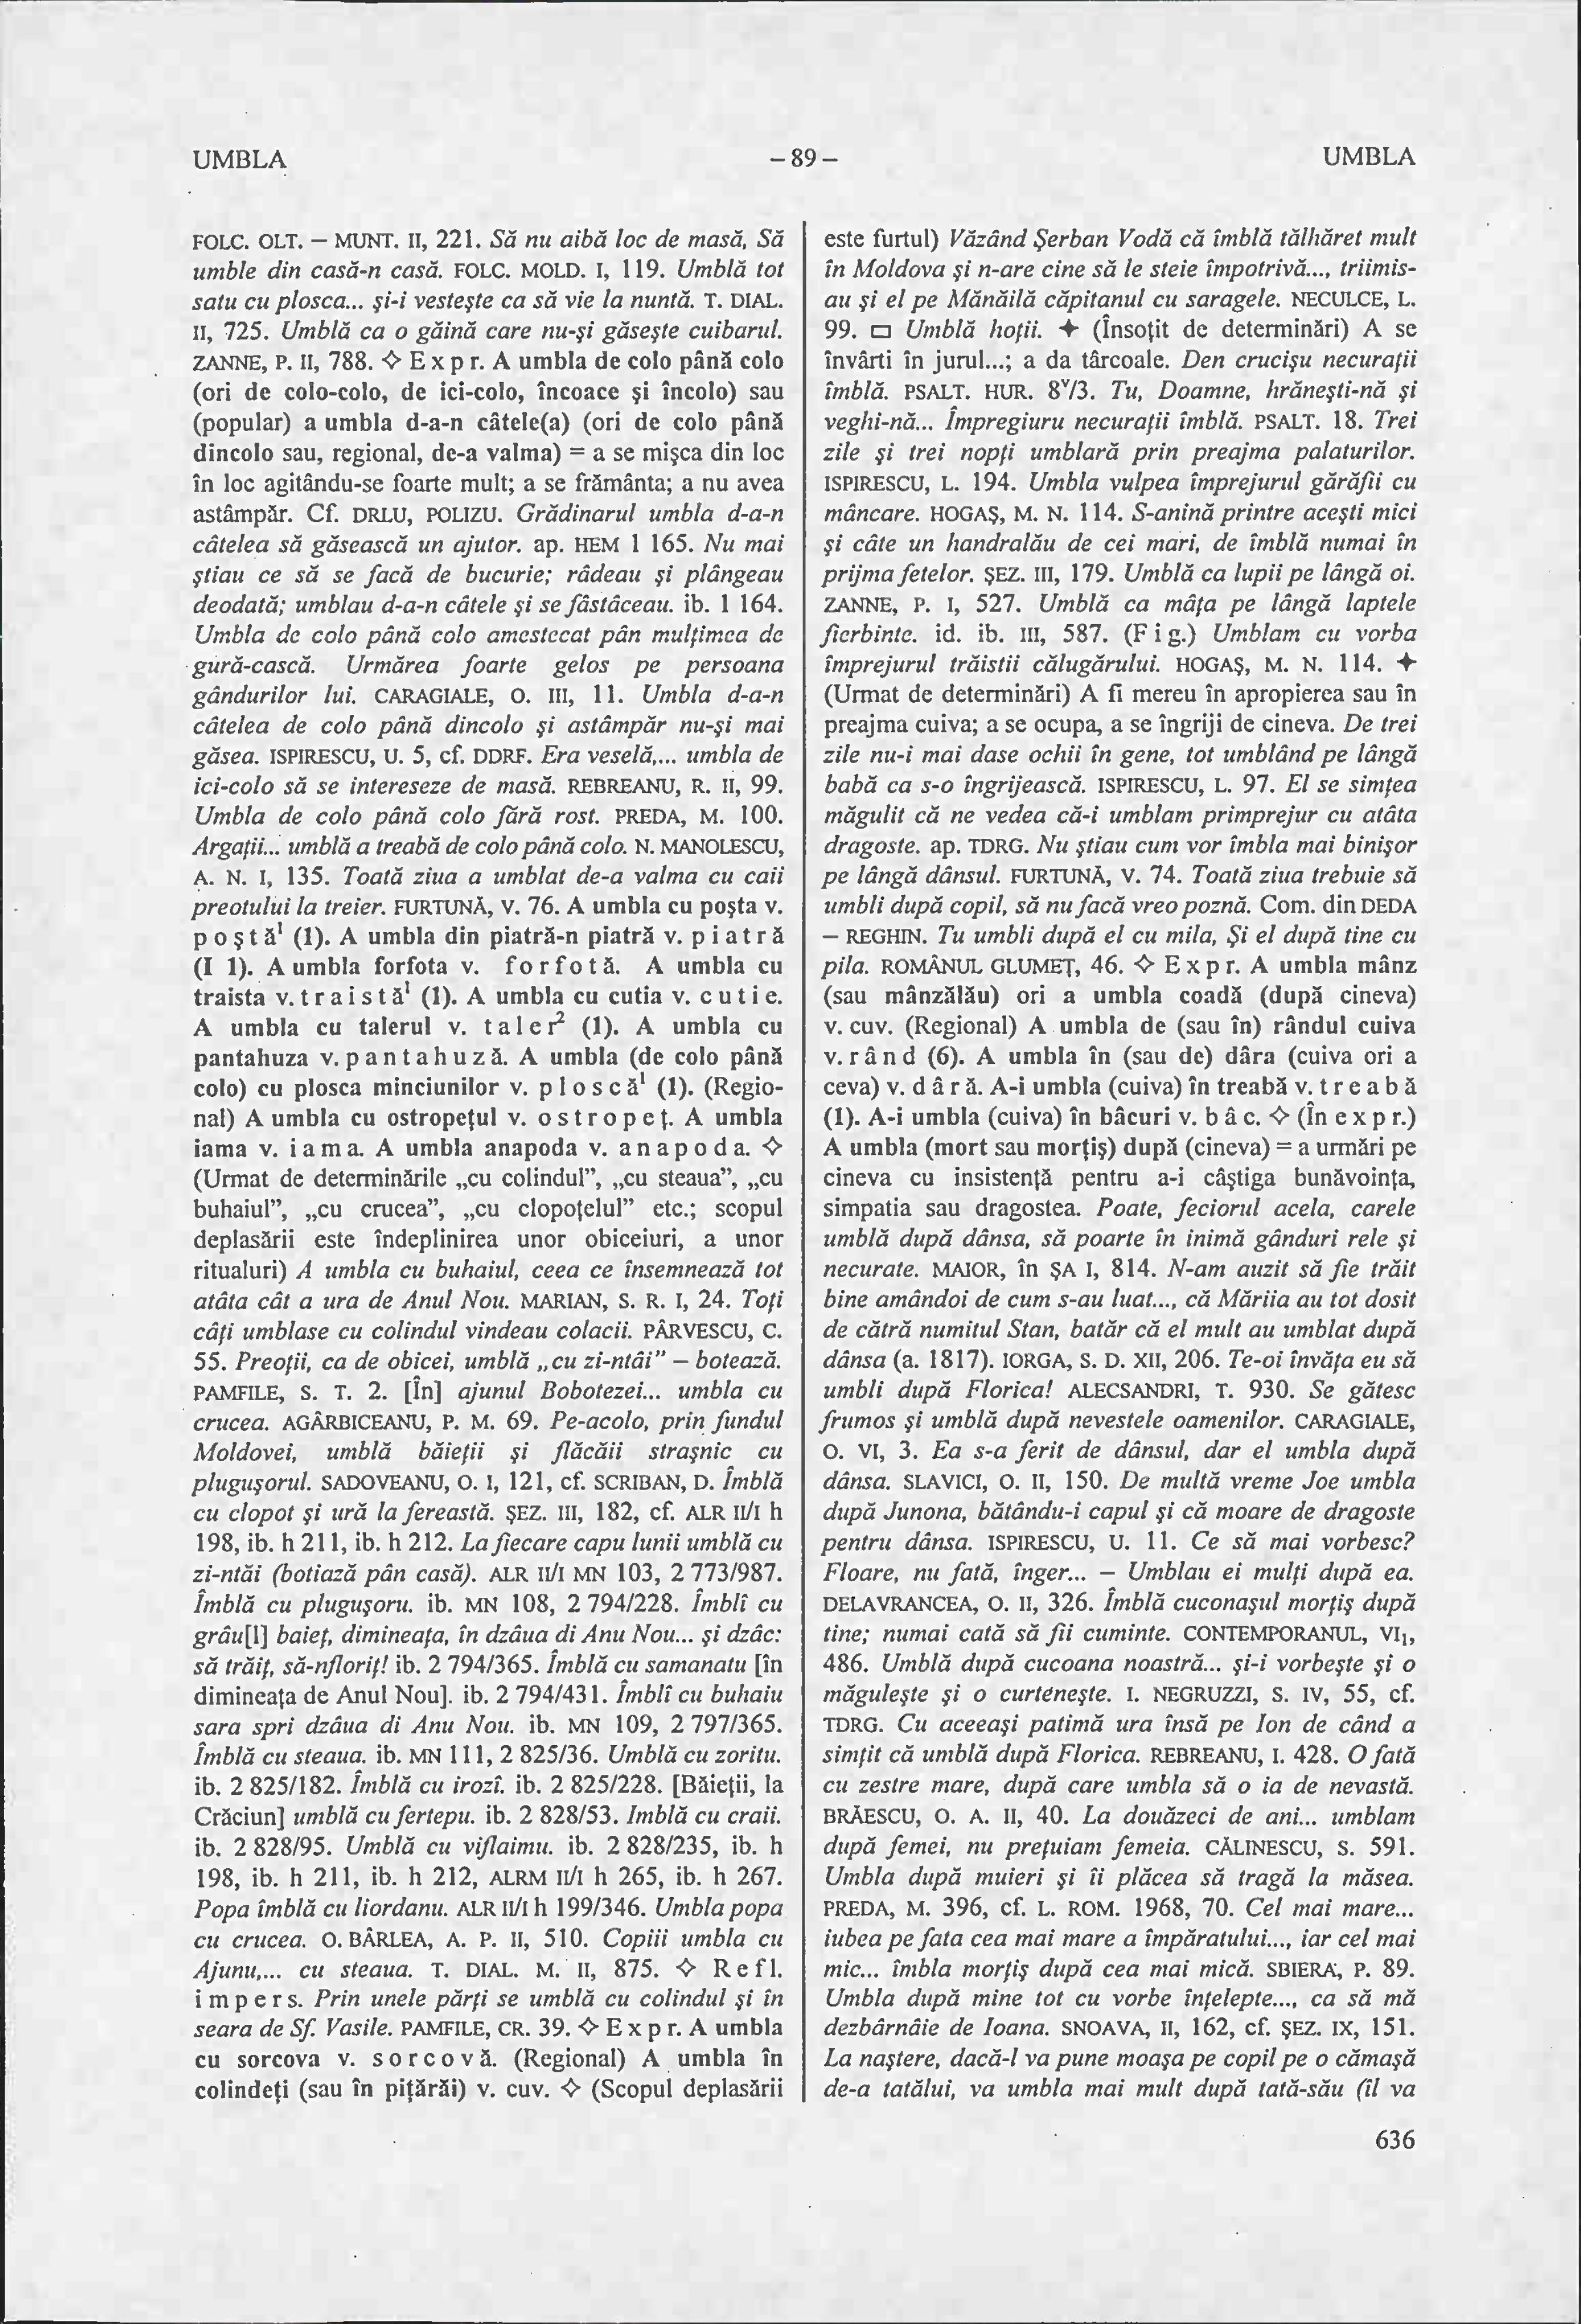 UMBLA
– 89 –
UMBLA
FOLC. OLT. – MUNT. II, 221. Să nu aibă loc de masă, Să
umble din casă-n casă. FOLC. MOLD. I, 119. Umblă tot
satu cu plosca... şi-i vesteşte ca să vie la nuntă. T. DIAL.
II, 725. Umblă ca o găină care nu-şi găseşte cuibarul.
ZANNE, P. II, 788. ◇ E x p r. A umbla de colo până colo
(ori de colo-colo, de ici-colo, încoace şi încolo) sau
(popular) a umbla d-a-n câtele(a) (ori de colo până
dincolo sau, regional, de-a valma) = a se mişca din loc
în loc agitându-se foarte mult; a se frământa; a nu avea
astâmpăr. Cf. DRLU, POLIZU. Grădinarul umbla d-a-n
câtelea să găsească un ajutor. ap. HEM 1 165. Nu mai
ştiau ce să se facă de bucurie; râdeau şi plângeau
deodată; umblau d-a-n câtele şi se fâstâceau. ib. 1 164.
Umbla de colo până colo amestecat pân mulţimea de
gură-cască. Urmărea foarte gelos pe persoana
gândurilor lui. CARAGIALE, O. III, 11. Umbla d-a-n
câtelea de colo până dincolo şi astâmpăr nu-şi mai
găsea. ISPIRESCU, U. 5, cf. DDRF. Era veselă,... umbla de
ici-colo să se intereseze de masă. REBREANU, R. II, 99.
Umbla de colo până colo fără rost. PREDA, M. 100.
Argaţii... umblă a treabă de colo până colo. N. MANOLESCU,
A. N. I, 135. Toată ziua a umblat de-a valma cu caii
preotului la treier. FURTUNĂ, V. 76. A umbla cu poşta v.
p o ş t ă¹ (1). A umbla din piatră-n piatră v. p i a t r ă
(I 1). A umbla forfota v. f o r f o t ă. A umbla cu
traista v. t r a i s t ă¹ (1). A umbla cu cutia v. c u t i e.
A umbla cu talerul v. t a l e r² (1). A umbla cu
pantahuza v. p a n t a h u z ă. A umbla (de colo până
colo) cu plosca minciunilor v. p l o s c ă¹ (1). (Regio-
nal) A umbla cu ostropeţul v. o s t r o p e ţ. A umbla
iama v. i a m a. A umbla anapoda v. a n a p o d a. ◇
(Urmat de determinările „cu colindul”, „cu steaua”, „cu
buhaiul”, „cu crucea”, „cu clopoţelul” etc.; scopul
deplasării este îndeplinirea unor obiceiuri, a unor
ritualuri) A umbla cu buhaiul, ceea ce însemnează tot
atâta cât a ura de Anul Nou. MARIAN, S. R. I, 24. Toţi
câţi umblase cu colindul vindeau colacii. PÂRVESCU, C.
55. Preoţii, ca de obicei, umblă „cu zi-ntâi” – botează.
PAMFILE, S. T. 2. [În] ajunul Bobotezei... umbla cu
crucea. AGÂRBICEANU, P. M. 69. Pe-acolo, prin fundul
Moldovei, umblă băieţii şi flăcăii straşnic cu
pluguşorul. SADOVEANU, O. I, 121, cf. SCRIBAN, D. Îmblă
cu clopot şi ură la fereastă. ŞEZ. III, 182, cf. ALR II/I h
198, ib. h 211, ib. h 212. La fiecare capu lunii umblă cu
zi-ntăi (botiază pân casă). ALR II/I MN 103, 2 773/987.
Îmblă cu pluguşoru. ib. MN 108, 2 794/228. Îmblî cu
grâu[l] baieţ, dimineaţa, în dzâua di Anu Nou... şi dzâc:
să trăiţ, să-nfloriţ! ib. 2 794/365. Îmblă cu samanatu [în
dimineaţa de Anul Nou]. ib. 2 794/431. Îmblî cu buhaiu
sara spri dzâua di Anu Nou. ib. MN 109, 2 797/365.
Îmblă cu steaua. ib. MN 111, 2 825/36. Umblă cu zoritu.
ib. 2 825/182. Îmblă cu irozî. ib. 2 825/228. [Băieţii, la
Crăciun] umblă cu fertepu. ib. 2 828/53. Imblă cu craii.
ib. 2 828/95. Umblă cu viflaimu. ib. 2 828/235, ib. h
198, ib. h 211, ib. h 212, ALRM II/I h 265, ib. h 267.
Popa îmblă cu liordanu. ALR II/I h 199/346. Umbla popa
cu crucea. O. BÂRLEA, A. P. II, 510. Copiii umbla cu
Ajunu,... cu steaua. T. DIAL. M. II, 875. ◇ R e f l.
i m p e r s. Prin unele părţi se umblă cu colindul şi în
seara de Sf. Vasile. PAMFILE, CR. 39. ◇ E x p r. A umbla
cu sorcova v. s o r c o v ă. (Regional) A umbla în
colindeţi (sau în piţărăi) v. cuv. ◇ (Scopul deplasării
este furtul) Văzând Şerban Vodă că îmblă tălhăret mult
în Moldova şi n-are cine să le steie împotrivă..., triimis-
au şi el pe Mănăilă căpitanul cu saragele. NECULCE, L.
99. □ Umblă hoţii. ✦ (Însoţit de determinări) A se
învârti în jurul...; a da târcoale. Den crucişu necuraţii
îmblă. PSALT. HUR. 8ᵛ/3. Tu, Doamne, hrăneşti-nă şi
veghi-nă... Împregiuru necuraţii îmblă. PSALT. 18. Trei
zile şi trei nopţi umblară prin preajma palaturilor.
ISPIRESCU, L. 194. Umbla vulpea împrejurul gărăfii cu
mâncare. HOGAŞ, M. N. 114. S-anină printre aceşti mici
şi câte un handralău de cei mari, de îmblă numai în
prijma fetelor. ŞEZ. III, 179. Umblă ca lupii pe lângă oi.
ZANNE, P. I, 527. Umblă ca mâţa pe lângă laptele
fierbinte. id. ib. III, 587. (F i g.) Umblam cu vorba
împrejurul trăistii călugărului. HOGAŞ, M. N. 114. ✦
(Urmat de determinări) A fi mereu în apropierea sau în
preajma cuiva; a se ocupa, a se îngriji de cineva. De trei
zile nu-i mai dase ochii în gene, tot umblând pe lângă
babă ca s-o îngrijească. ISPIRESCU, L. 97. El se simţea
măgulit că ne vedea că-i umblam primprejur cu atâta
dragoste. ap. TDRG. Nu ştiau cum vor îmbla mai binişor
pe lângă dânsul. FURTUNĂ, V. 74. Toată ziua trebuie să
umbli după copil, să nu facă vreo poznă. Com. din DEDA
– REGHIN. Tu umbli după el cu mila, Şi el după tine cu
pila. ROMÂNUL GLUMEŢ, 46. ◇ E x p r. A umbla mânz
(sau mânzălău) ori a umbla coadă (după cineva)
v. cuv. (Regional) A umbla de (sau în) rândul cuiva
v. r â n d (6). A umbla în (sau de) dâra (cuiva ori a
ceva) v. d â r ă. A-i umbla (cuiva) în treabă v. t r e a b ă
(1). A-i umbla (cuiva) în bâcuri v. b â c. ◇ (În e x p r.)
A umbla (mort sau morţiş) după (cineva) = a urmări pe
cineva cu insistenţă pentru a-i câştiga bunăvoinţa,
simpatia sau dragostea. Poate, feciorul acela, carele
umblă după dânsa, să poarte în inimă gânduri rele şi
necurate. MAIOR, în ŞA I, 814. N-am auzit să fie trăit
bine amândoi de cum s-au luat..., că Măriia au tot dosit
de cătră numitul Stan, batăr că el mult au umblat după
dânsa (a. 1817). IORGA, S. D. XII, 206. Te-oi învăţa eu să
umbli după Florica! ALECSANDRI, T. 930. Se gătesc
frumos şi umblă după nevestele oamenilor. CARAGIALE,
O. VI, 3. Ea s-a ferit de dânsul, dar el umbla după
dânsa. SLAVICI, O. II, 150. De multă vreme Joe umbla
după Junona, bătându-i capul şi că moare de dragoste
pentru dânsa. ISPIRESCU, U. 11. Ce să mai vorbesc?
Floare, nu fată, înger... – Umblau ei mulţi după ea.
DELAVRANCEA, O. II, 326. Îmblă cuconaşul morţiş după
tine; numai cată să fii cuminte. CONTEMPORANUL, VI₁,
486. Umblă după cucoana noastră... şi-i vorbeşte şi o
măguleşte şi o curteneşte. I. NEGRUZZI, S. IV, 55, cf.
TDRG. Cu aceeaşi patimă ura însă pe Ion de când a
simţit că umblă după Florica. REBREANU, I. 428. O fată
cu zestre mare, după care umbla să o ia de nevastă.
BRĂESCU, O. A. II, 40. La douăzeci de ani... umblam
după femei, nu preţuiam femeia. CĂLINESCU, S. 591.
Umbla după muieri şi îi plăcea să tragă la măsea.
PREDA, M. 396, cf. L. ROM. 1968, 70. Cel mai mare...
iubea pe fata cea mai mare a împăratului..., iar cel mai
mic... îmbla morţiş după cea mai mică. SBIERA, P. 89.
Umbla după mine tot cu vorbe înţelepte..., ca să mă
dezbârnâie de Ioana. SNOAVA, II, 162, cf. ŞEZ. IX, 151.
La naştere, dacă-l va pune moaşa pe copil pe o cămaşă
de-a tatălui, va umbla mai mult după tată-său (îl va
636